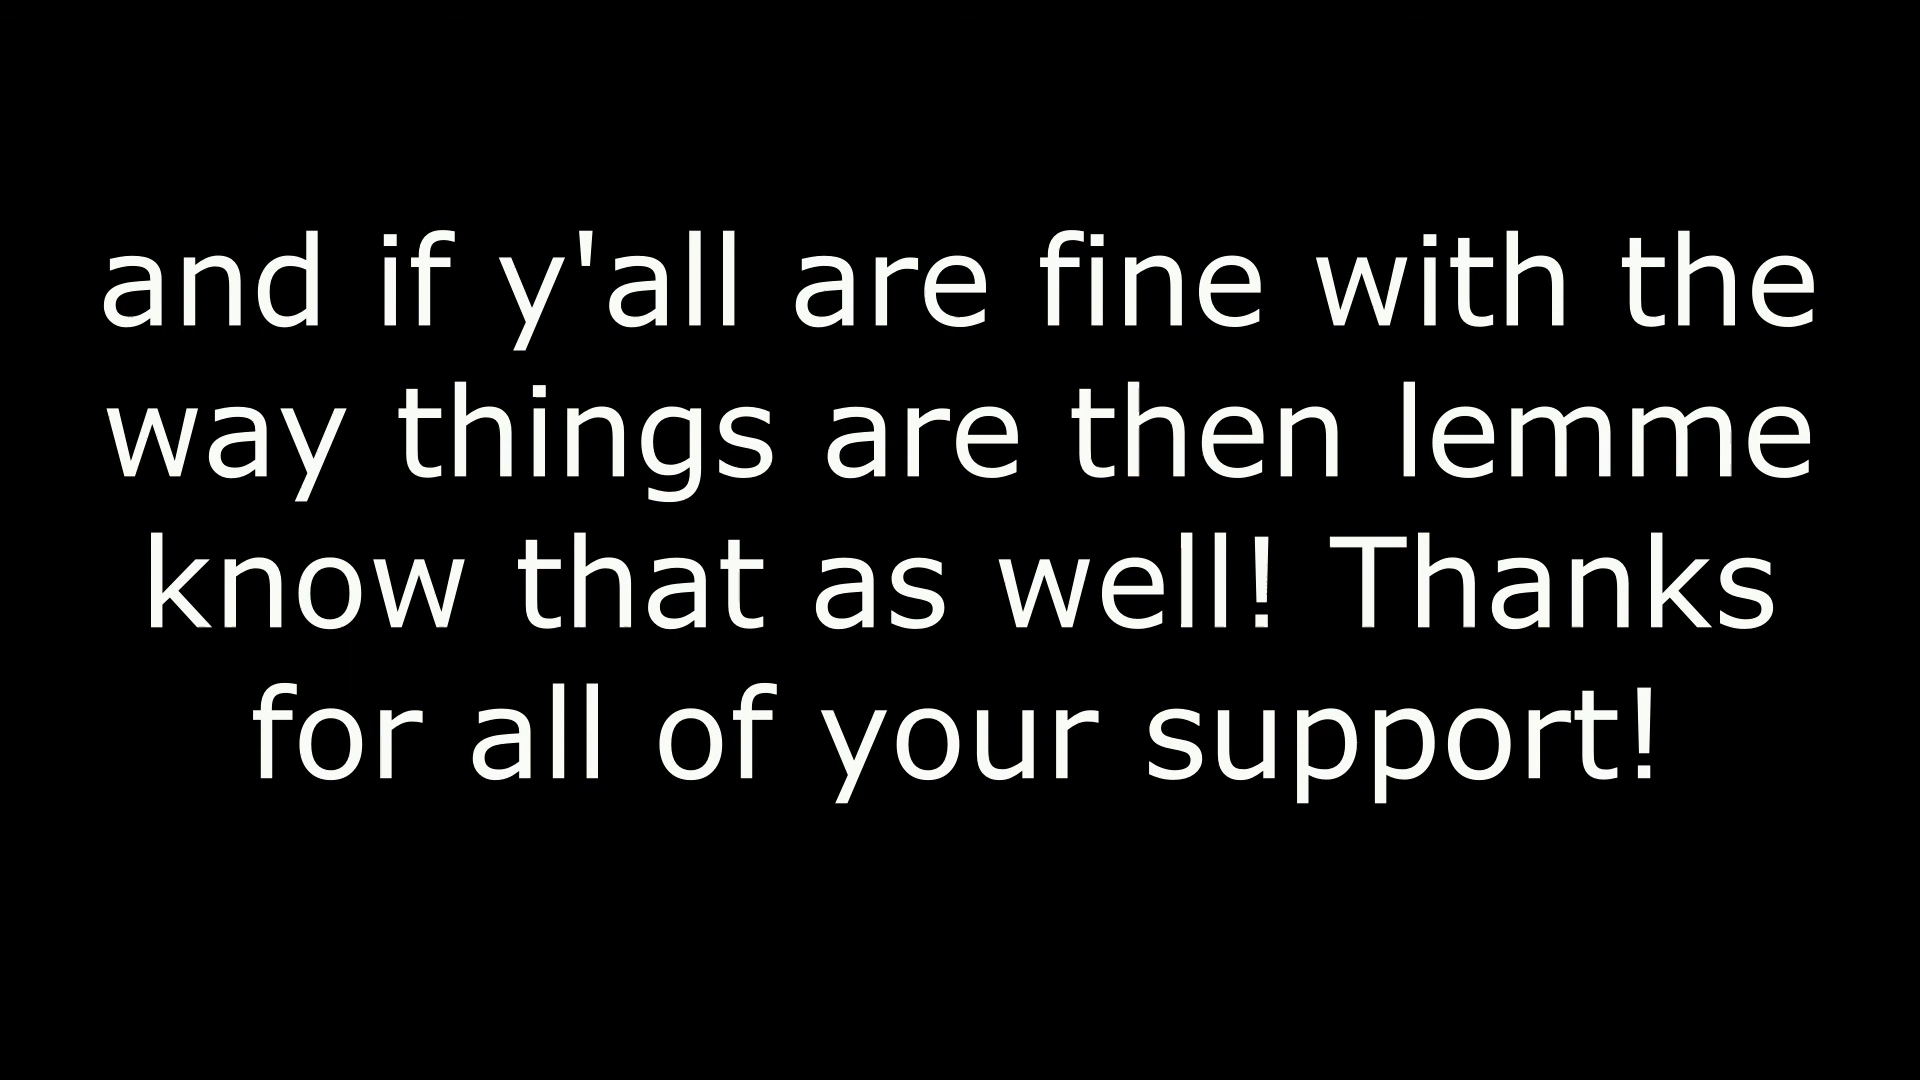 and if y'all are fine with the
way things are then lemme
know that as well! Thanks
for all of your support!